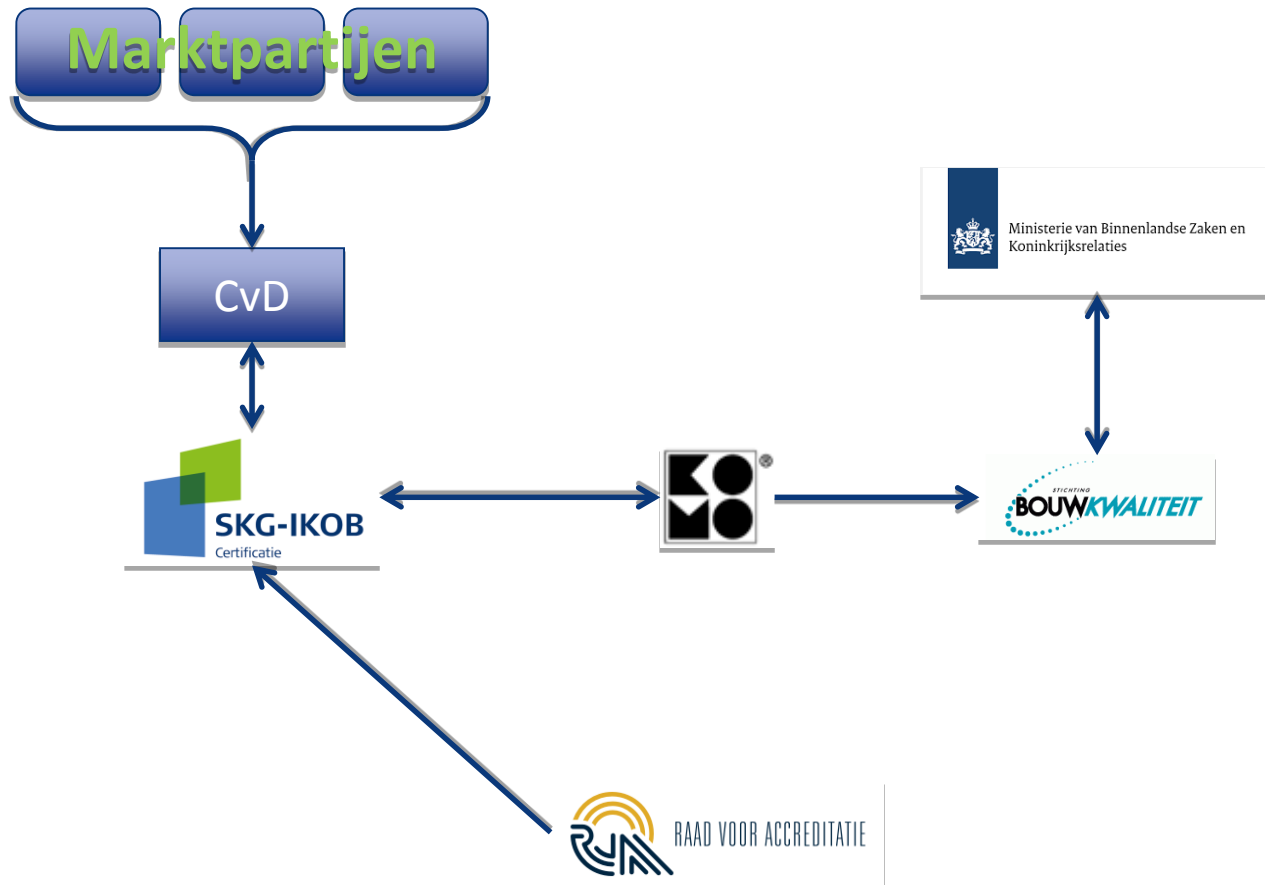 Marktpartijen
Ministerie van Binnenlandse Zaken en
Koninkrijksrelaties
CvD
SKG-IKOB
Certificatie
KO
MO
®
STICHTING
BOUWKWALITEIT
RVA
RAAD VOOR ACCREDITATIE